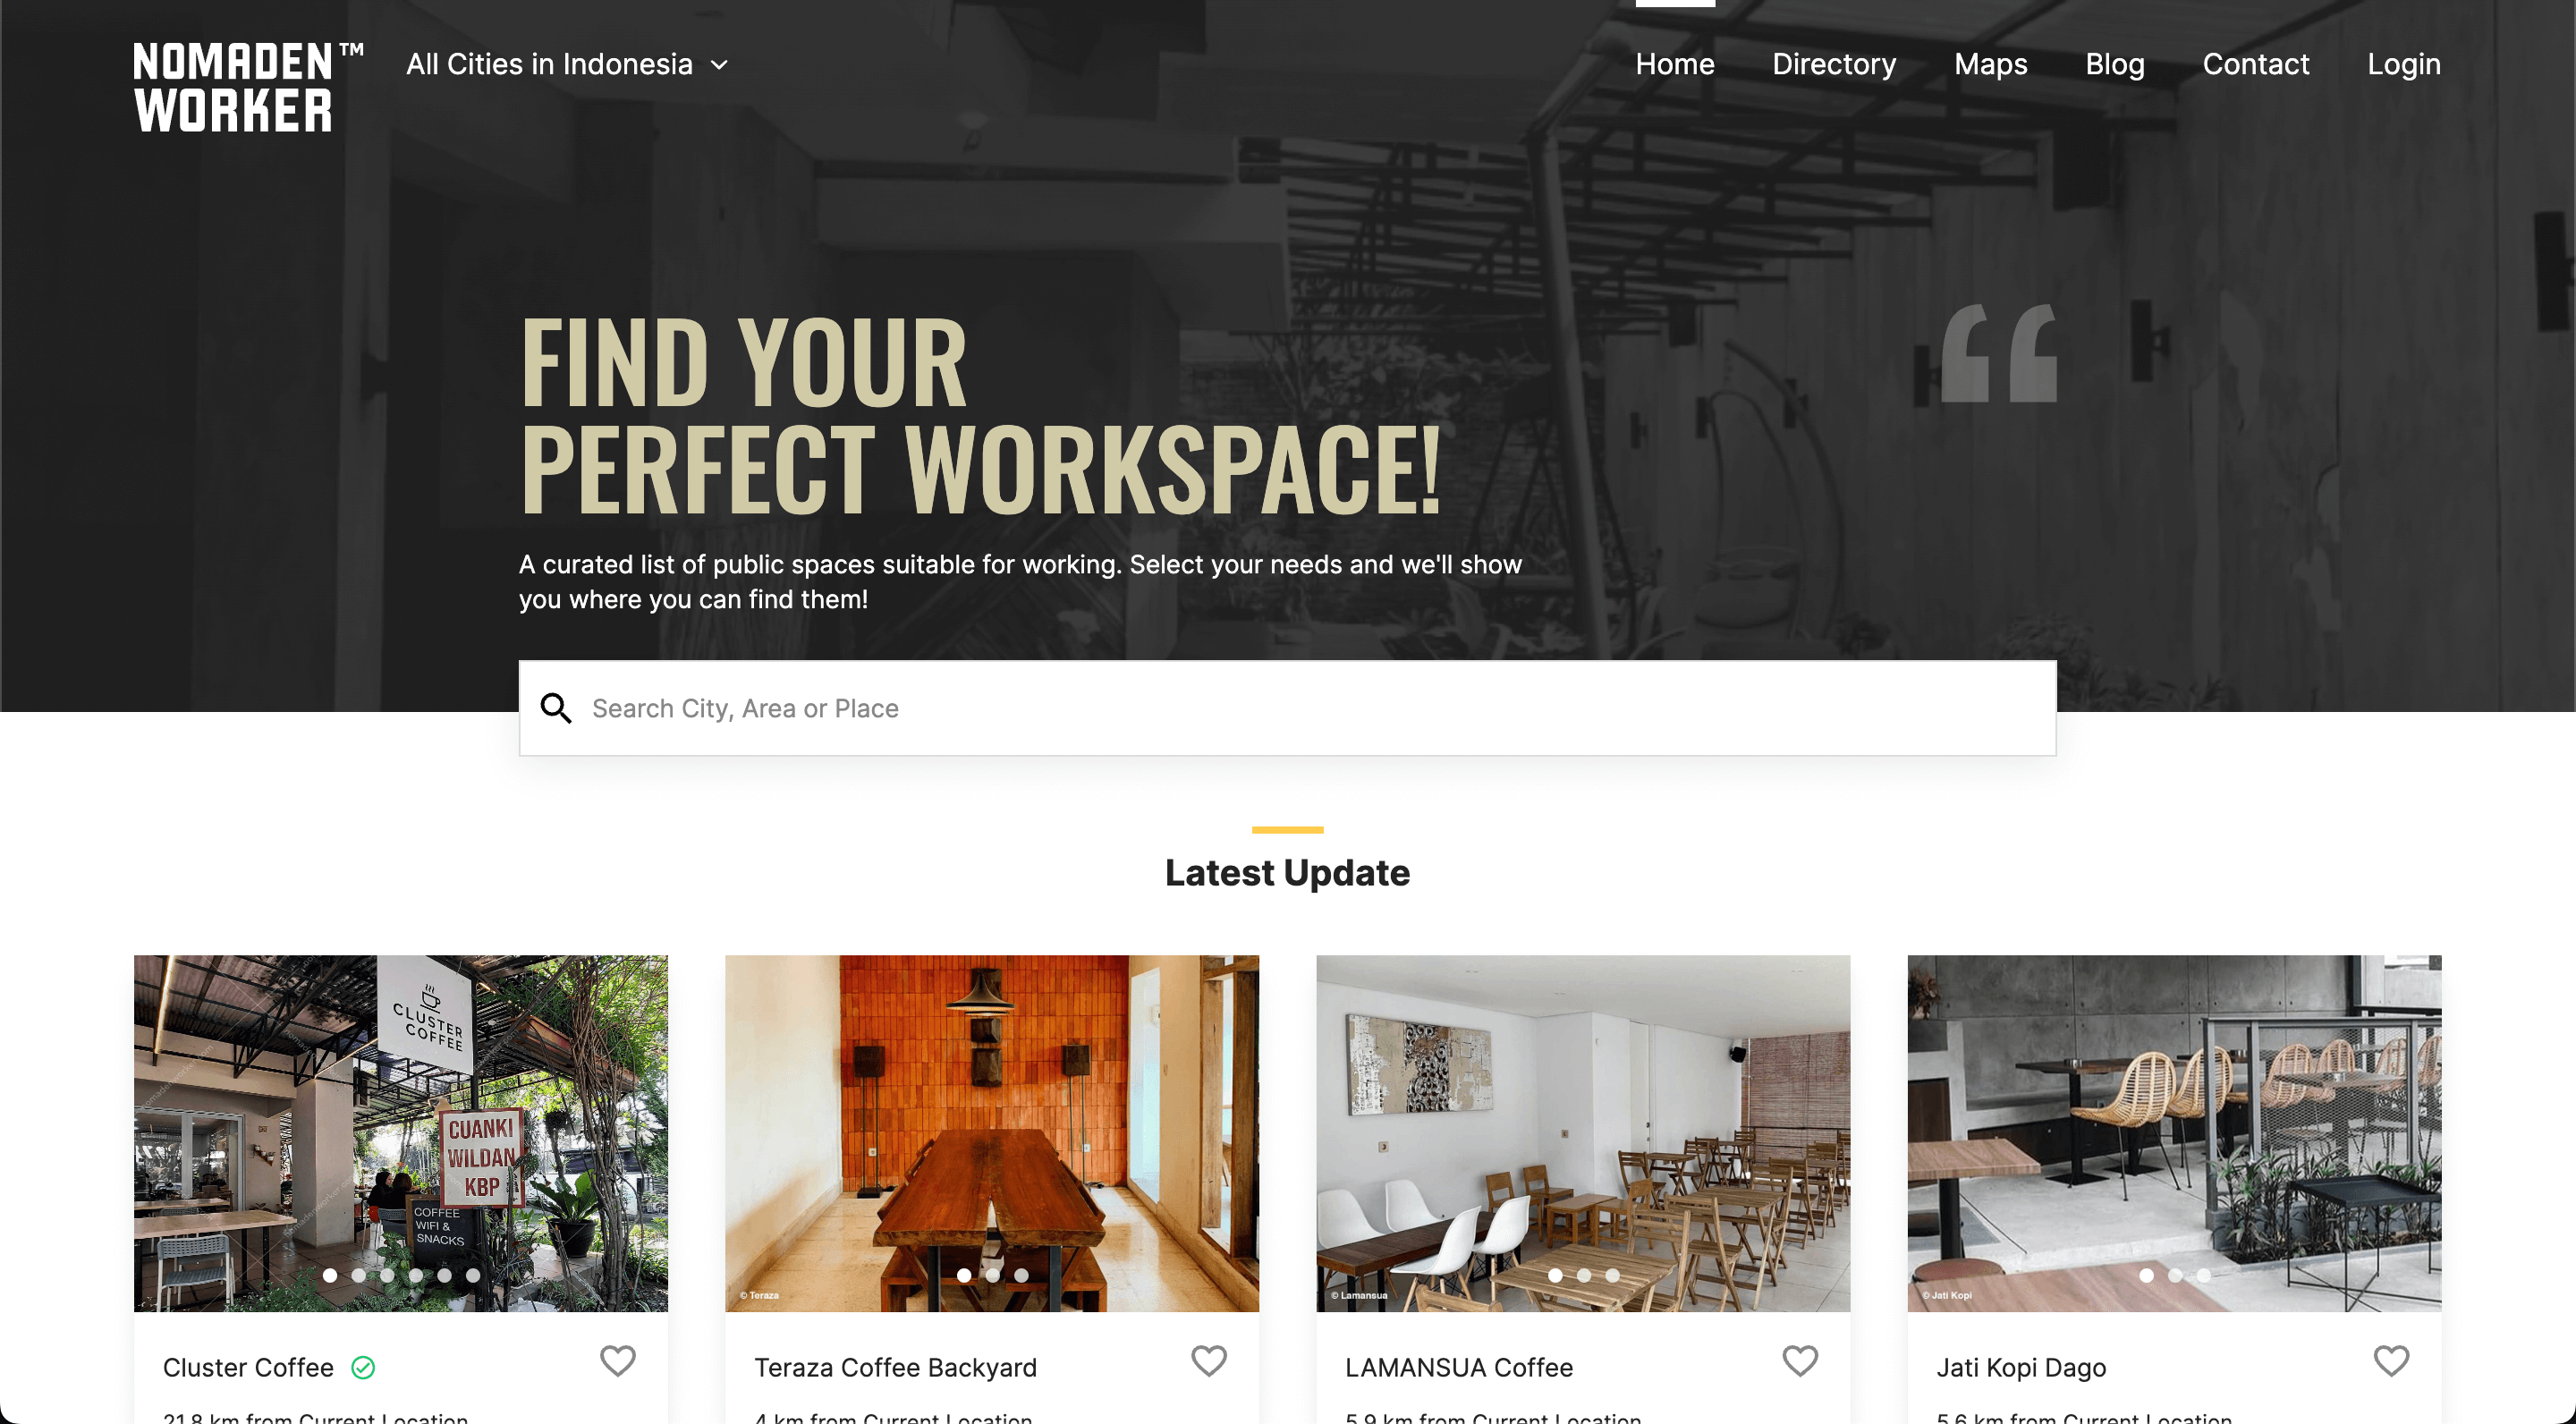 NOMADEN™
WORKER
All Cities in Indonesia
Home
Directory
Maps
Blog
Contact
Login
FIND YOUR
PERFECT WORKSPACE!
“
A curated list of public spaces suitable for working. Select your needs and we'll show
you where you can find them!
Search City, Area or Place
Latest Update
CLUSTER
COFFEE
CUANKI
WILDAN
KBP
COFFEE
WIFI &
SNACKS
© Teraza
© Lamansua
© Jati Kopi
Cluster Coffee
Teraza Coffee Backyard
LAMANSUA Coffee
Jati Kopi Dago
21.8 km from Current Location
4 km from Current Location
5.9 km from Current Location
5.6 km from Current Location